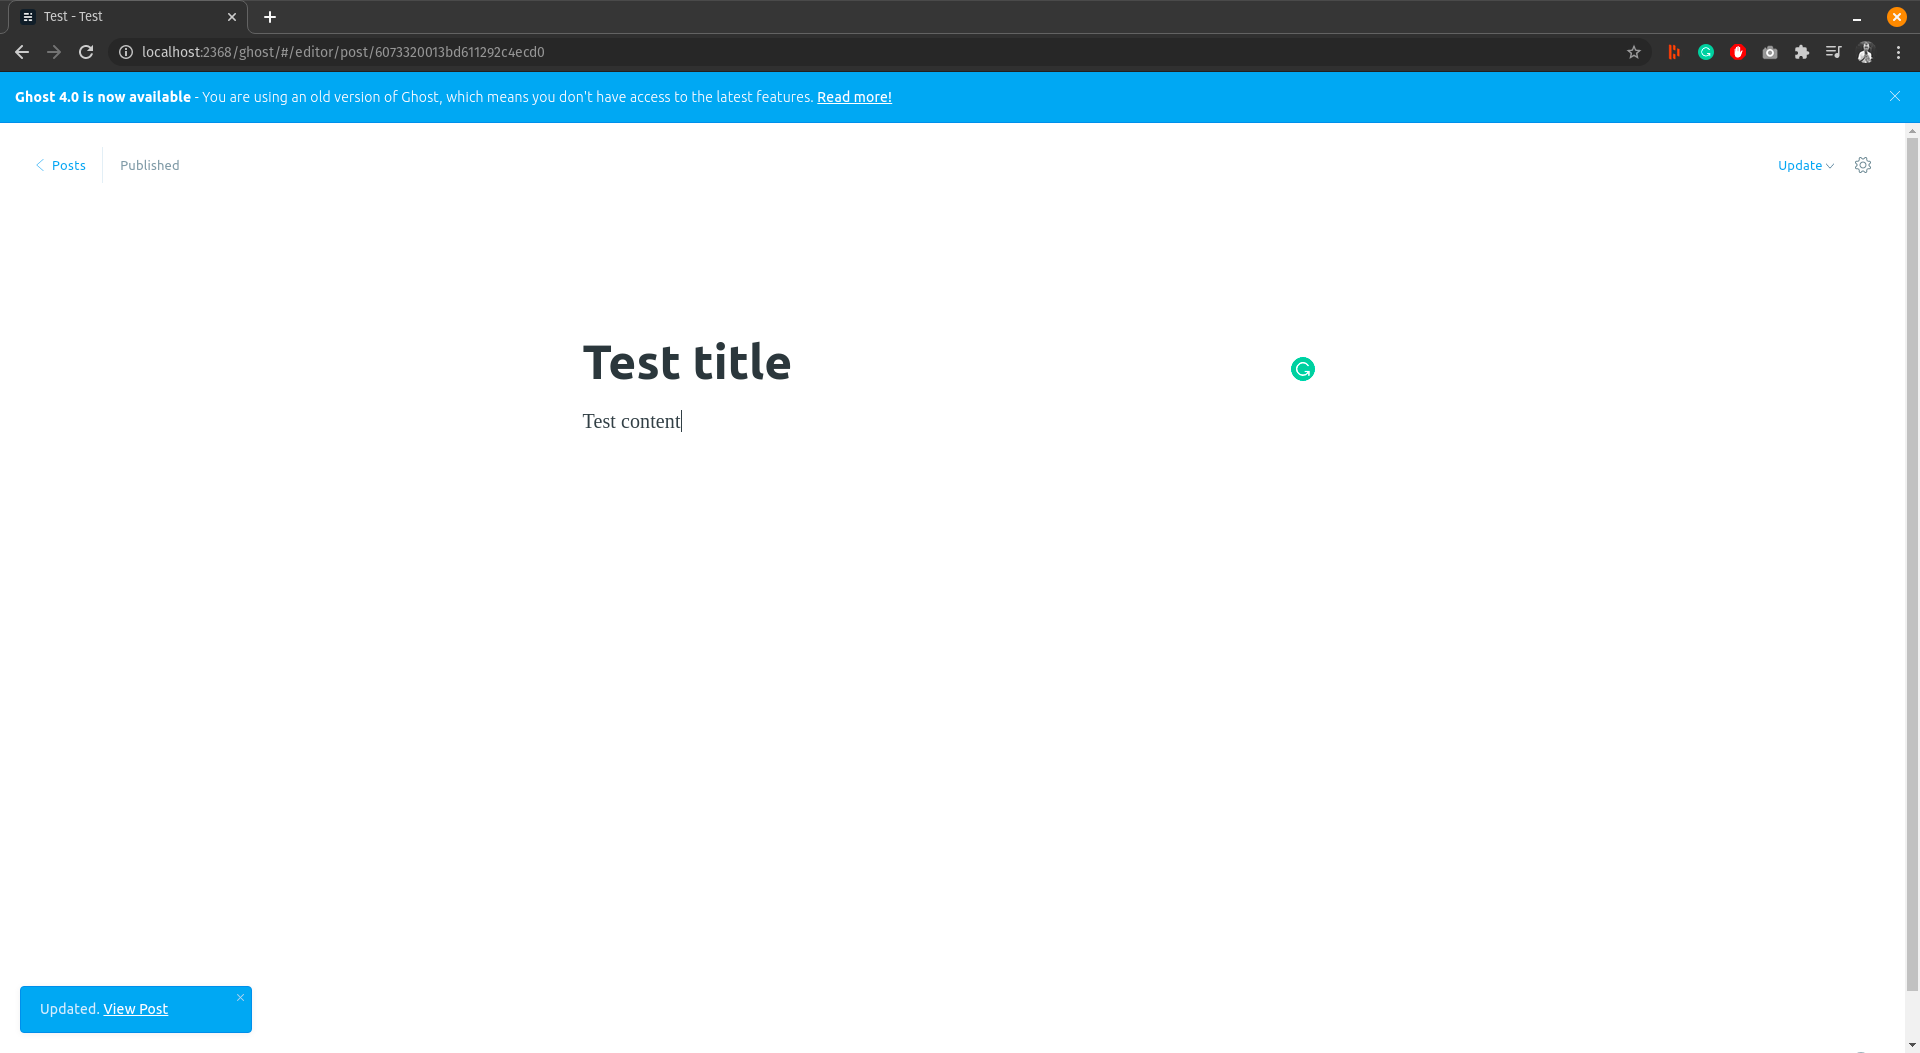 Test - Test
localhost:2368/ghost/#/editor/post/6073320013bd611292c4ecd0
Ghost 4.0 is now available - You are using an old version of Ghost, which means you don't have access to the latest features. Read more!
Posts
Published
Update
Test title
Test content
Updated. View Post